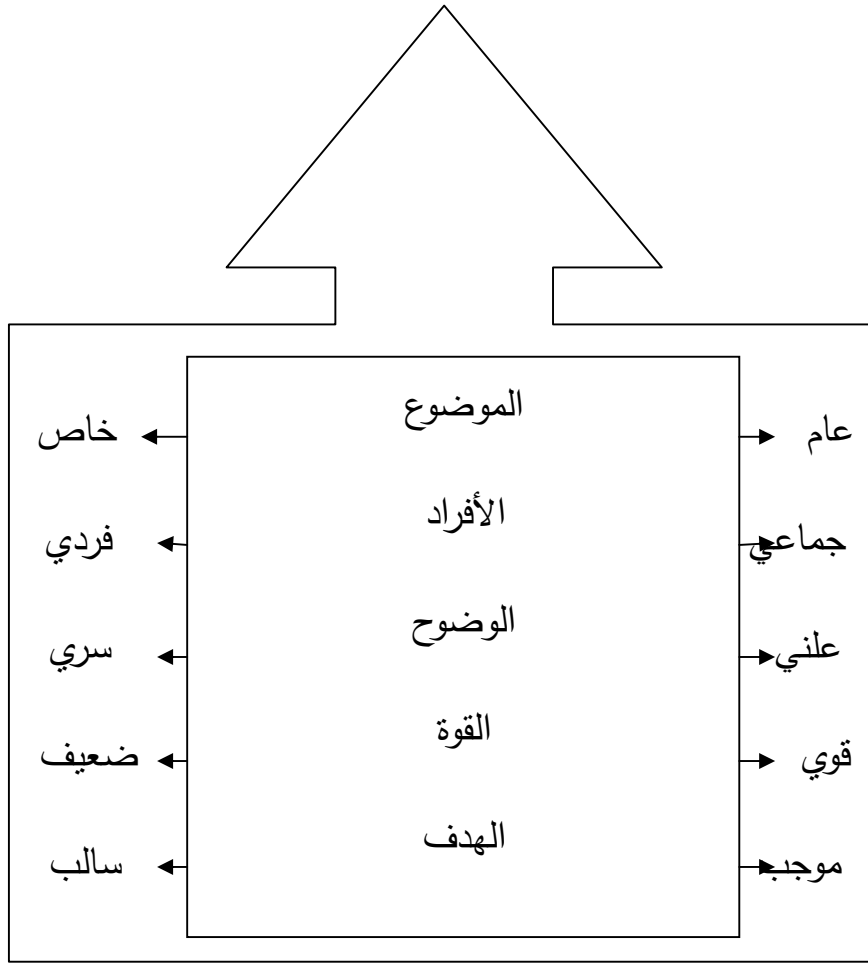 الموضوع
عام خاص
الأفراد
جماعي فردي
الوضوح
علني سري
القوة
قوي ضعيف
الهدف
موجب سالب